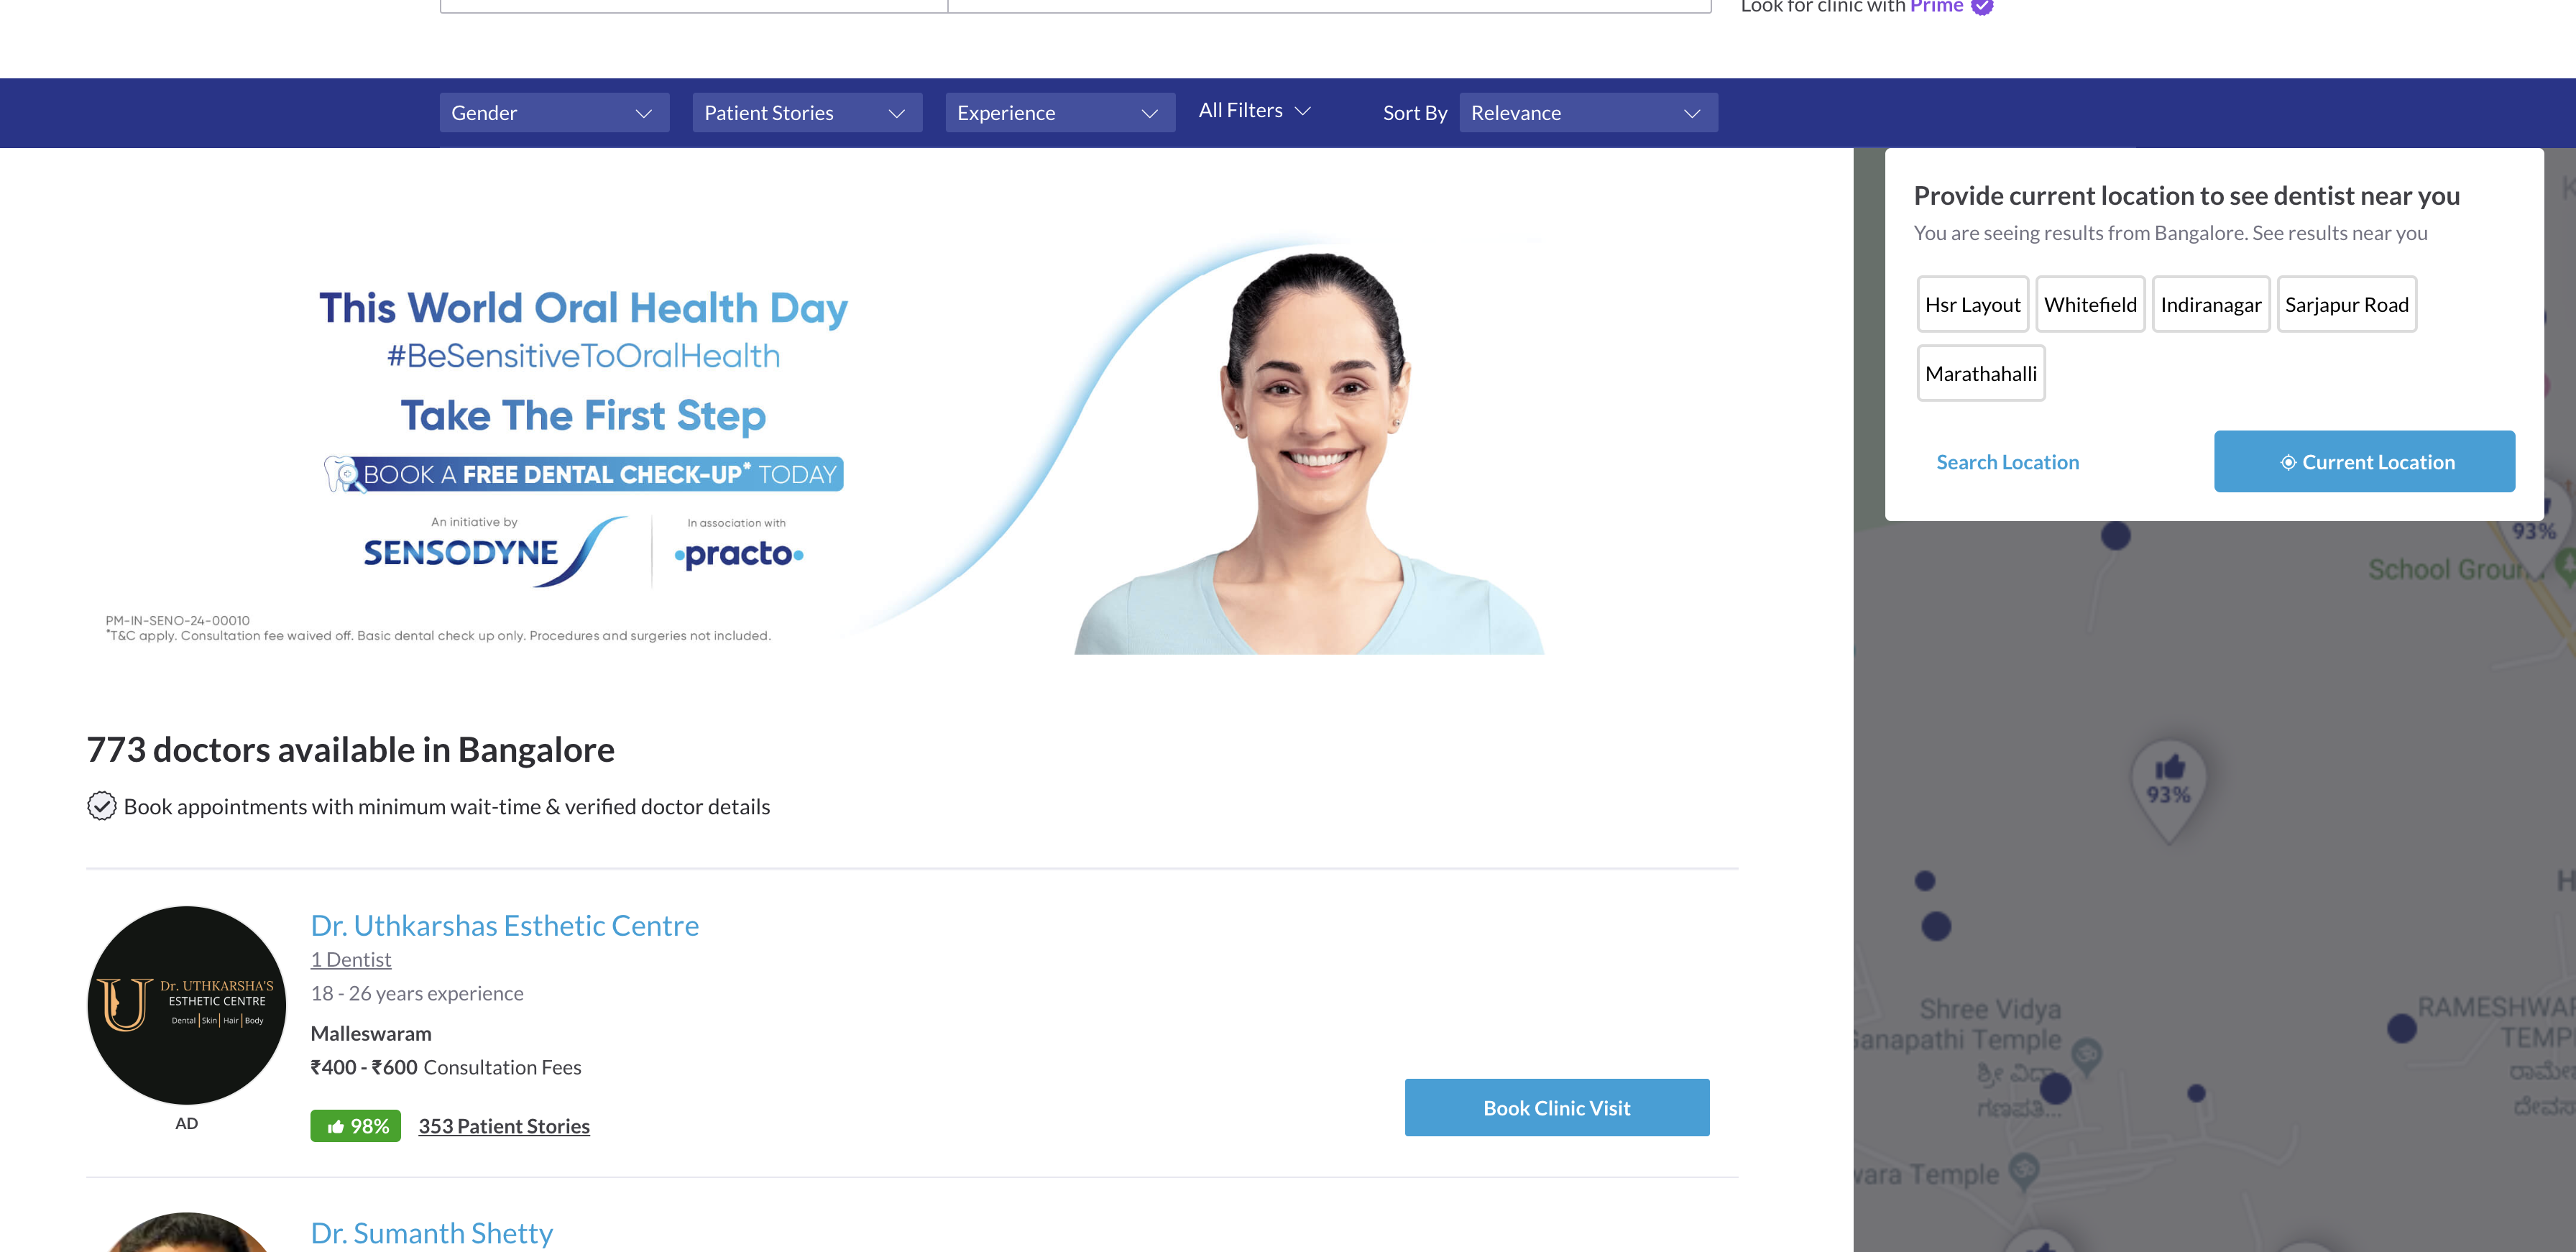 Look for clinic with Prime
Gender
Patient Stories
Experience
All Filters
Sort By
Relevance
This World Oral Health Day
#BeSensitiveToOralHealth
Take The First Step
BOOK A FREE DENTAL CHECK-UP* TODAY
An initiative by
SENSODYNE
In association with
practo
PM-IN-SENO-24-00010
*T&C apply. Consultation fee waived off. Basic dental check up only. Procedures and surgeries not included.
Provide current location to see dentist near you
You are seeing results from Bangalore. See results near you
Hsr Layout
Whitefield
Indiranagar
Sarjapur Road
Marathahalli
Search Location
Current Location
773 doctors available in Bangalore
Book appointments with minimum wait-time & verified doctor details
U
Dr. UTHKARSHA'S
ESTHETIC CENTRE
Dental | Skin | Hair | Body
AD
Dr. Uthkarshas Esthetic Centre
1 Dentist
18 - 26 years experience
Malleswaram
₹400 - ₹600 Consultation Fees
98%
353 Patient Stories
Book Clinic Visit
Dr. Sumanth Shetty
93%
School
93%
Shree Vidya
Temple
ಶ್ರೀ
Temple